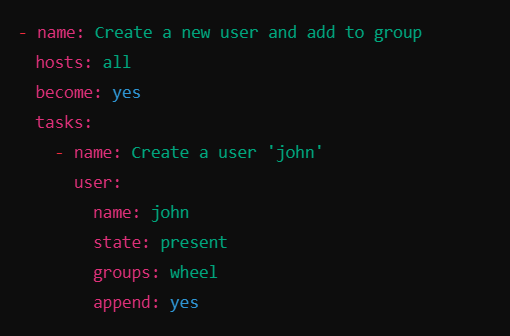 - name: Create a new user and add to group
  hosts: all
  become: yes
  tasks:
    - name: Create a user 'john'
      user:
        name: john
        state: present
        groups: wheel
        append: yes